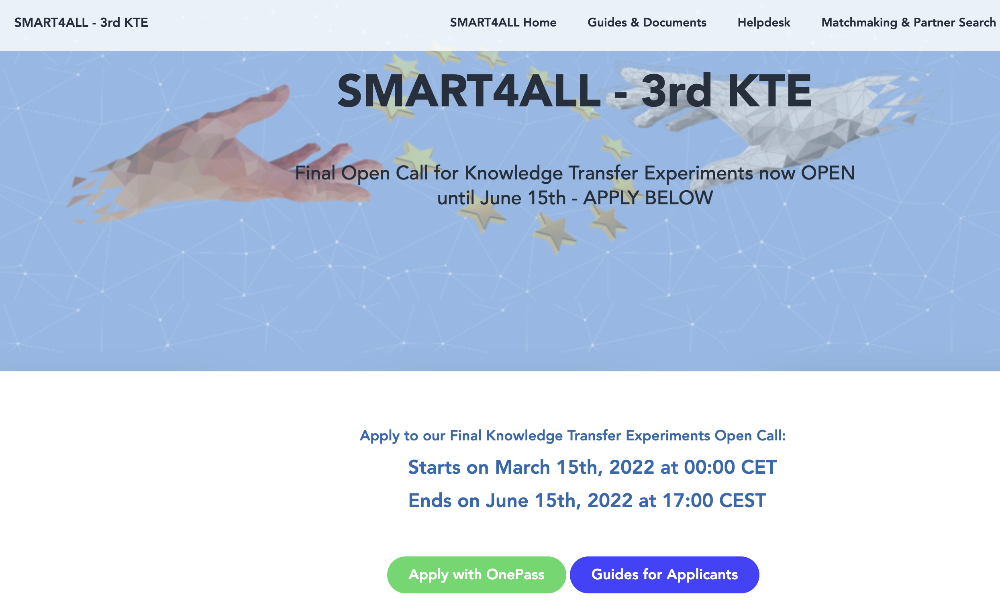 SMART4ALL - 3rd KTE
SMART4ALL Home
Guides & Documents
Helpdesk
Matchmaking & Partner Search
SMART4ALL - 3rd KTE
Final Open Call for Knowledge Transfer Experiments now OPEN
until June 15th - APPLY BELOW
Apply to our Final Knowledge Transfer Experiments Open Call:
Starts on March 15th, 2022 at 00:00 CET
Ends on June 15th, 2022 at 17:00 CEST
Apply with OnePass
Guides for Applicants